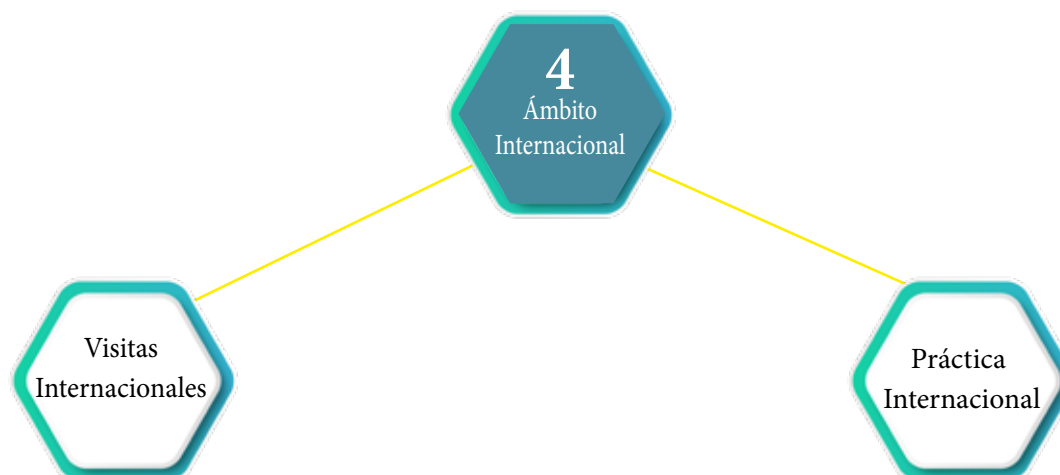 4
Ámbito
Internacional
Visitas
Internacionales
Práctica
Internacional